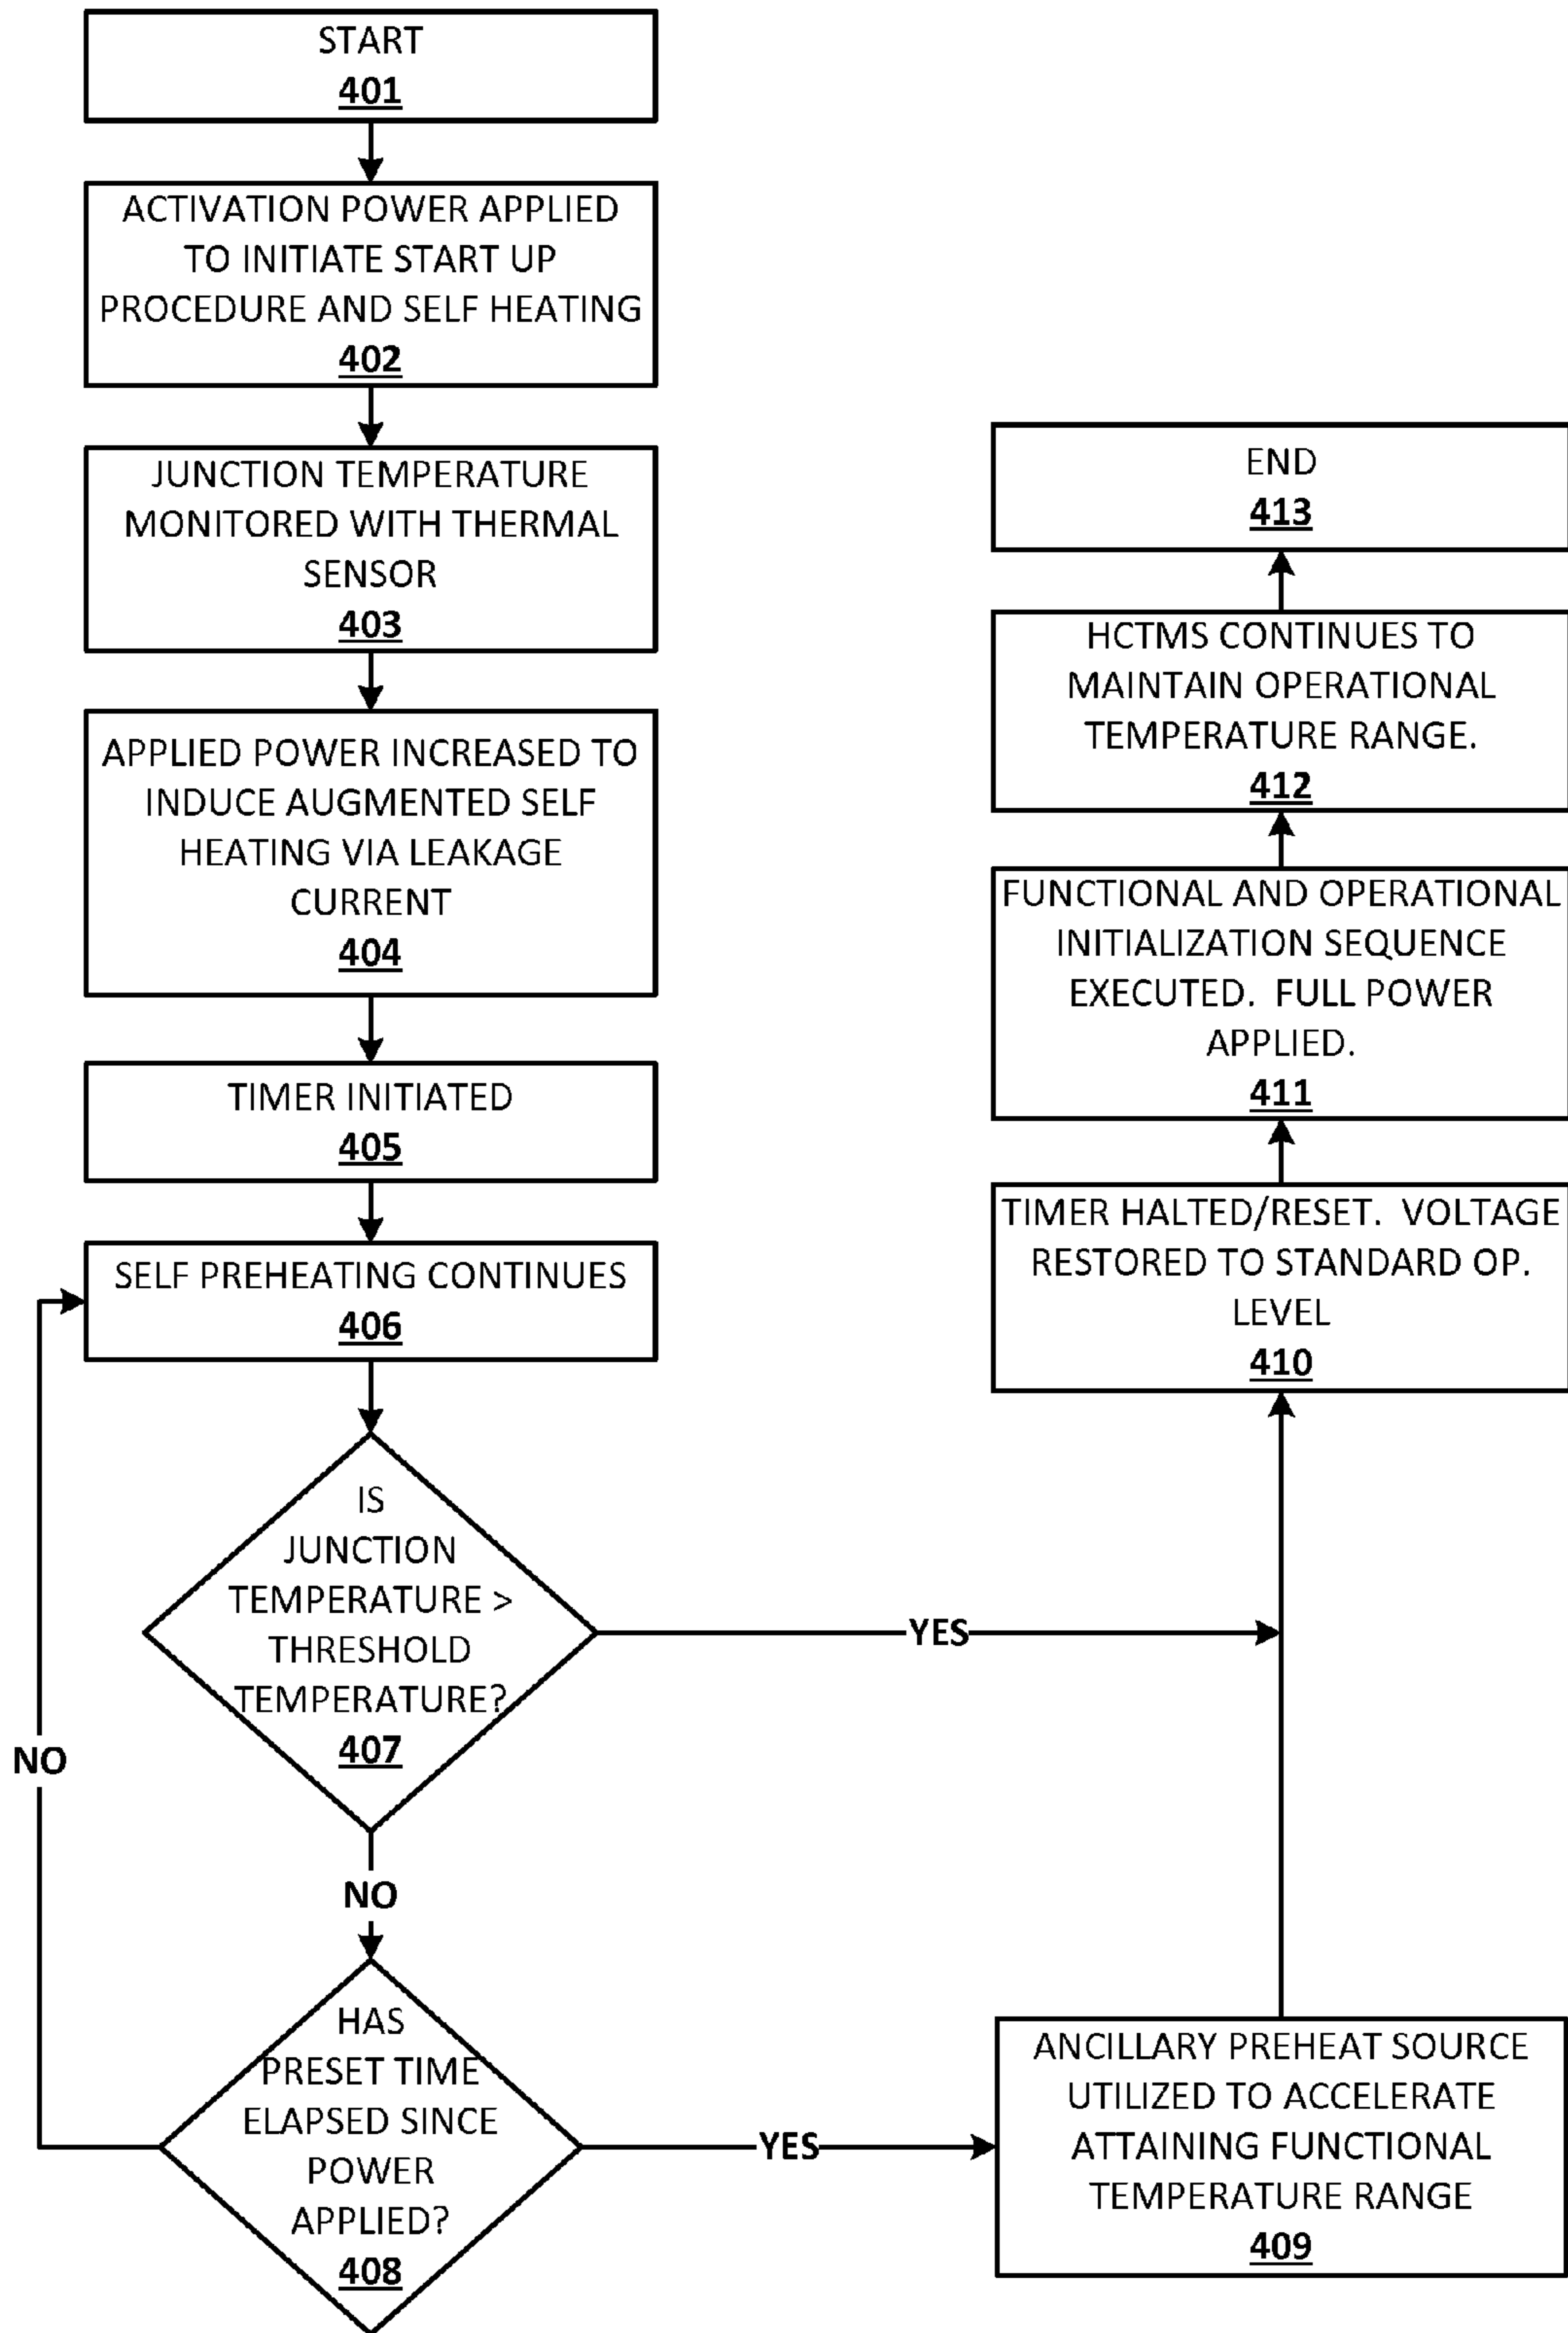 START
401
ACTIVATION POWER APPLIED
TO INITIATE START UP
PROCEDURE AND SELF HEATING
402
JUNCTION TEMPERATURE
MONITORED WITH THERMAL
SENSOR
403
APPLIED POWER INCREASED TO
INDUCE AUGMENTED SELF
HEATING VIA LEAKAGE
CURRENT
404
TIMER INITIATED
405
SELF PREHEATING CONTINUES
406
IS
JUNCTION
TEMPERATURE >
THRESHOLD
TEMPERATURE?
407
YES
NO
NO
HAS
PRESET TIME
ELAPSED SINCE
POWER
APPLIED?
408
YES
ANCILLARY PREHEAT SOURCE
UTILIZED TO ACCELERATE
ATTAINING FUNCTIONAL
TEMPERATURE RANGE
409
TIMER HALTED/RESET. VOLTAGE
RESTORED TO STANDARD OP.
LEVEL
410
FUNCTIONAL AND OPERATIONAL
INITIALIZATION SEQUENCE
EXECUTED. FULL POWER
APPLIED.
411
HCTMS CONTINUES TO
MAINTAIN OPERATIONAL
TEMPERATURE RANGE.
412
END
413